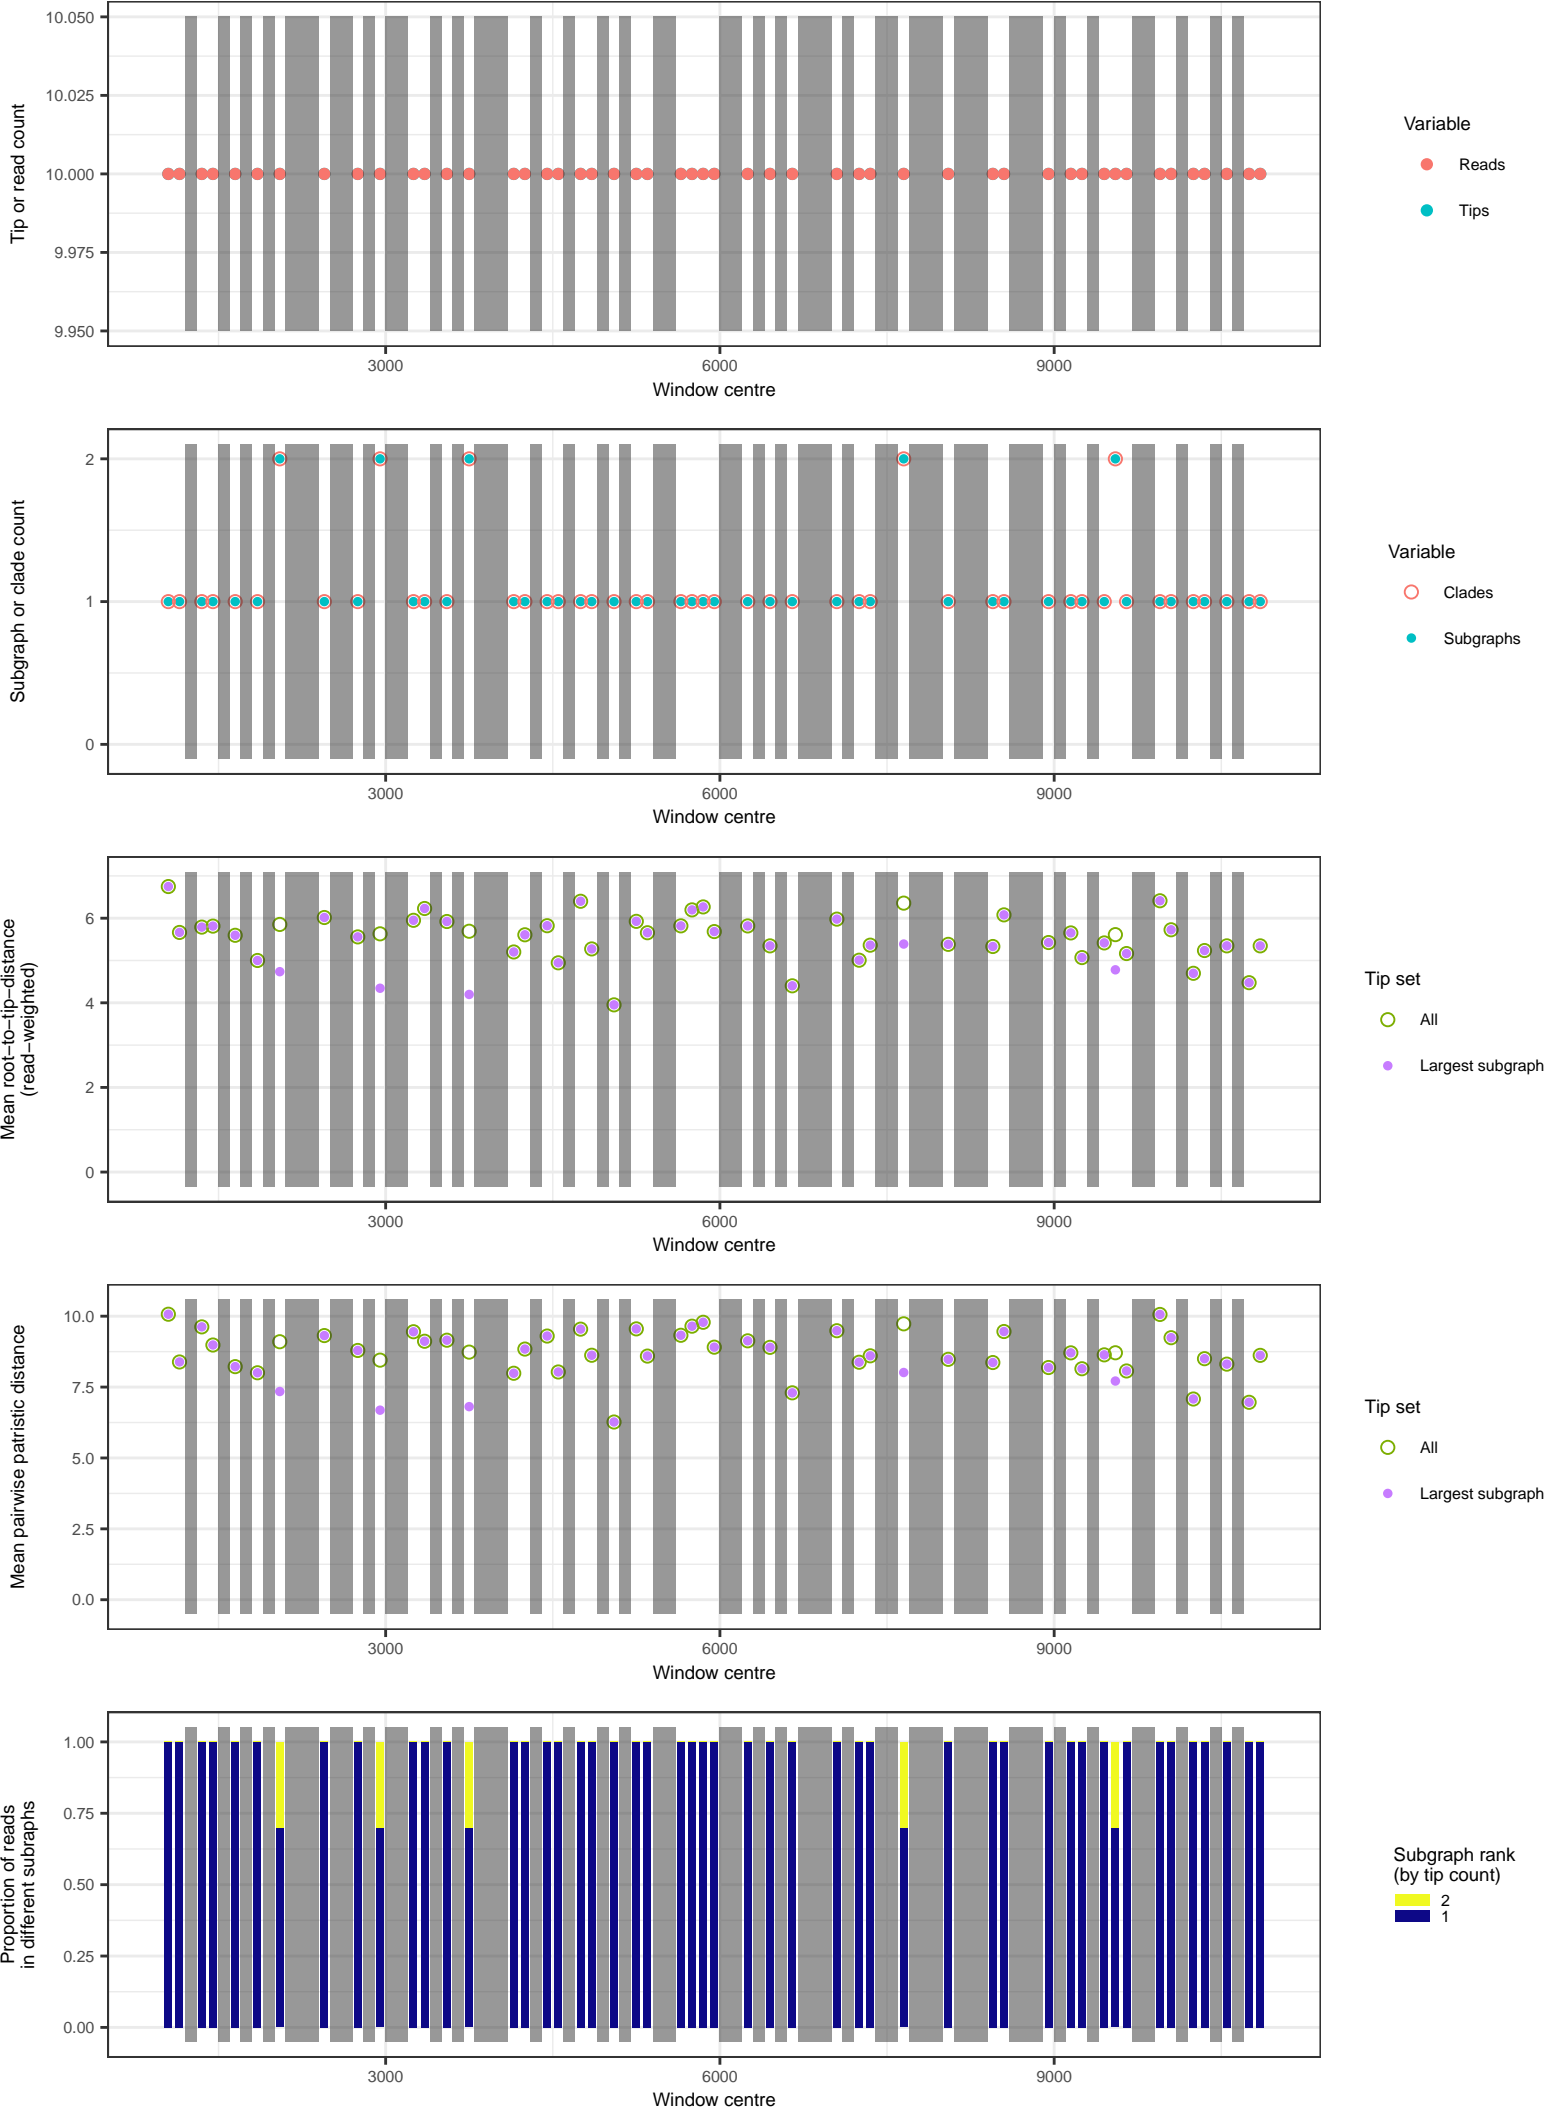 10.050
10.025
10.000
9.975
9.950
Tip or read count
3000
6000
9000
Window centre
Variable
Reads
Tips
2
1
0
Subgraph or clade count
3000
6000
9000
Window centre
Variable
Clades
Subgraphs
6
4
2
0
Mean root−to−tip−distance
(read−weighted)
3000
6000
9000
Window centre
Tip set
All
Largest subgraph
10.0
7.5
5.0
2.5
0.0
Mean pairwise patristic distance
3000
6000
9000
Window centre
Tip set
All
Largest subgraph
1.00
0.75
0.50
0.25
0.00
Proportion of reads
in different subraphs
3000
6000
9000
Window centre
Subgraph rank
(by tip count)
2
1